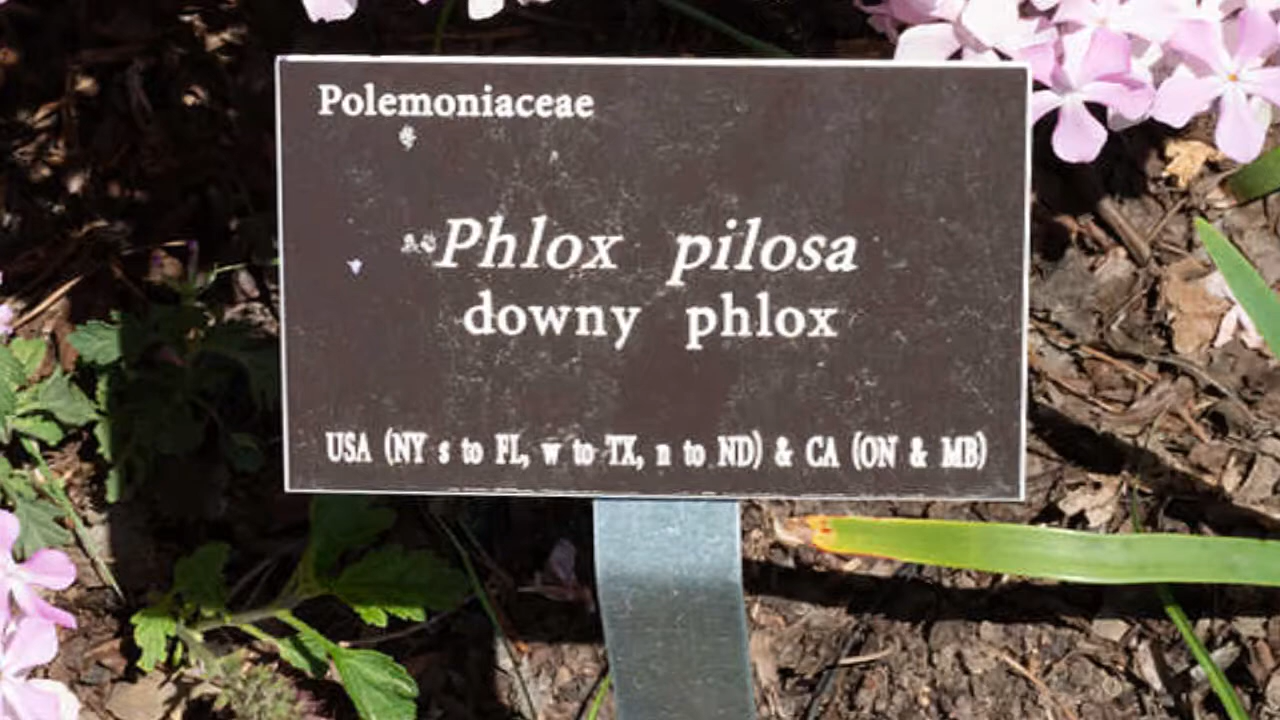 Polemoniaceae
Phlox pilosa
downy phlox
USA (NY s to FL, w to TX, n to ND) & CA (ON & MB)